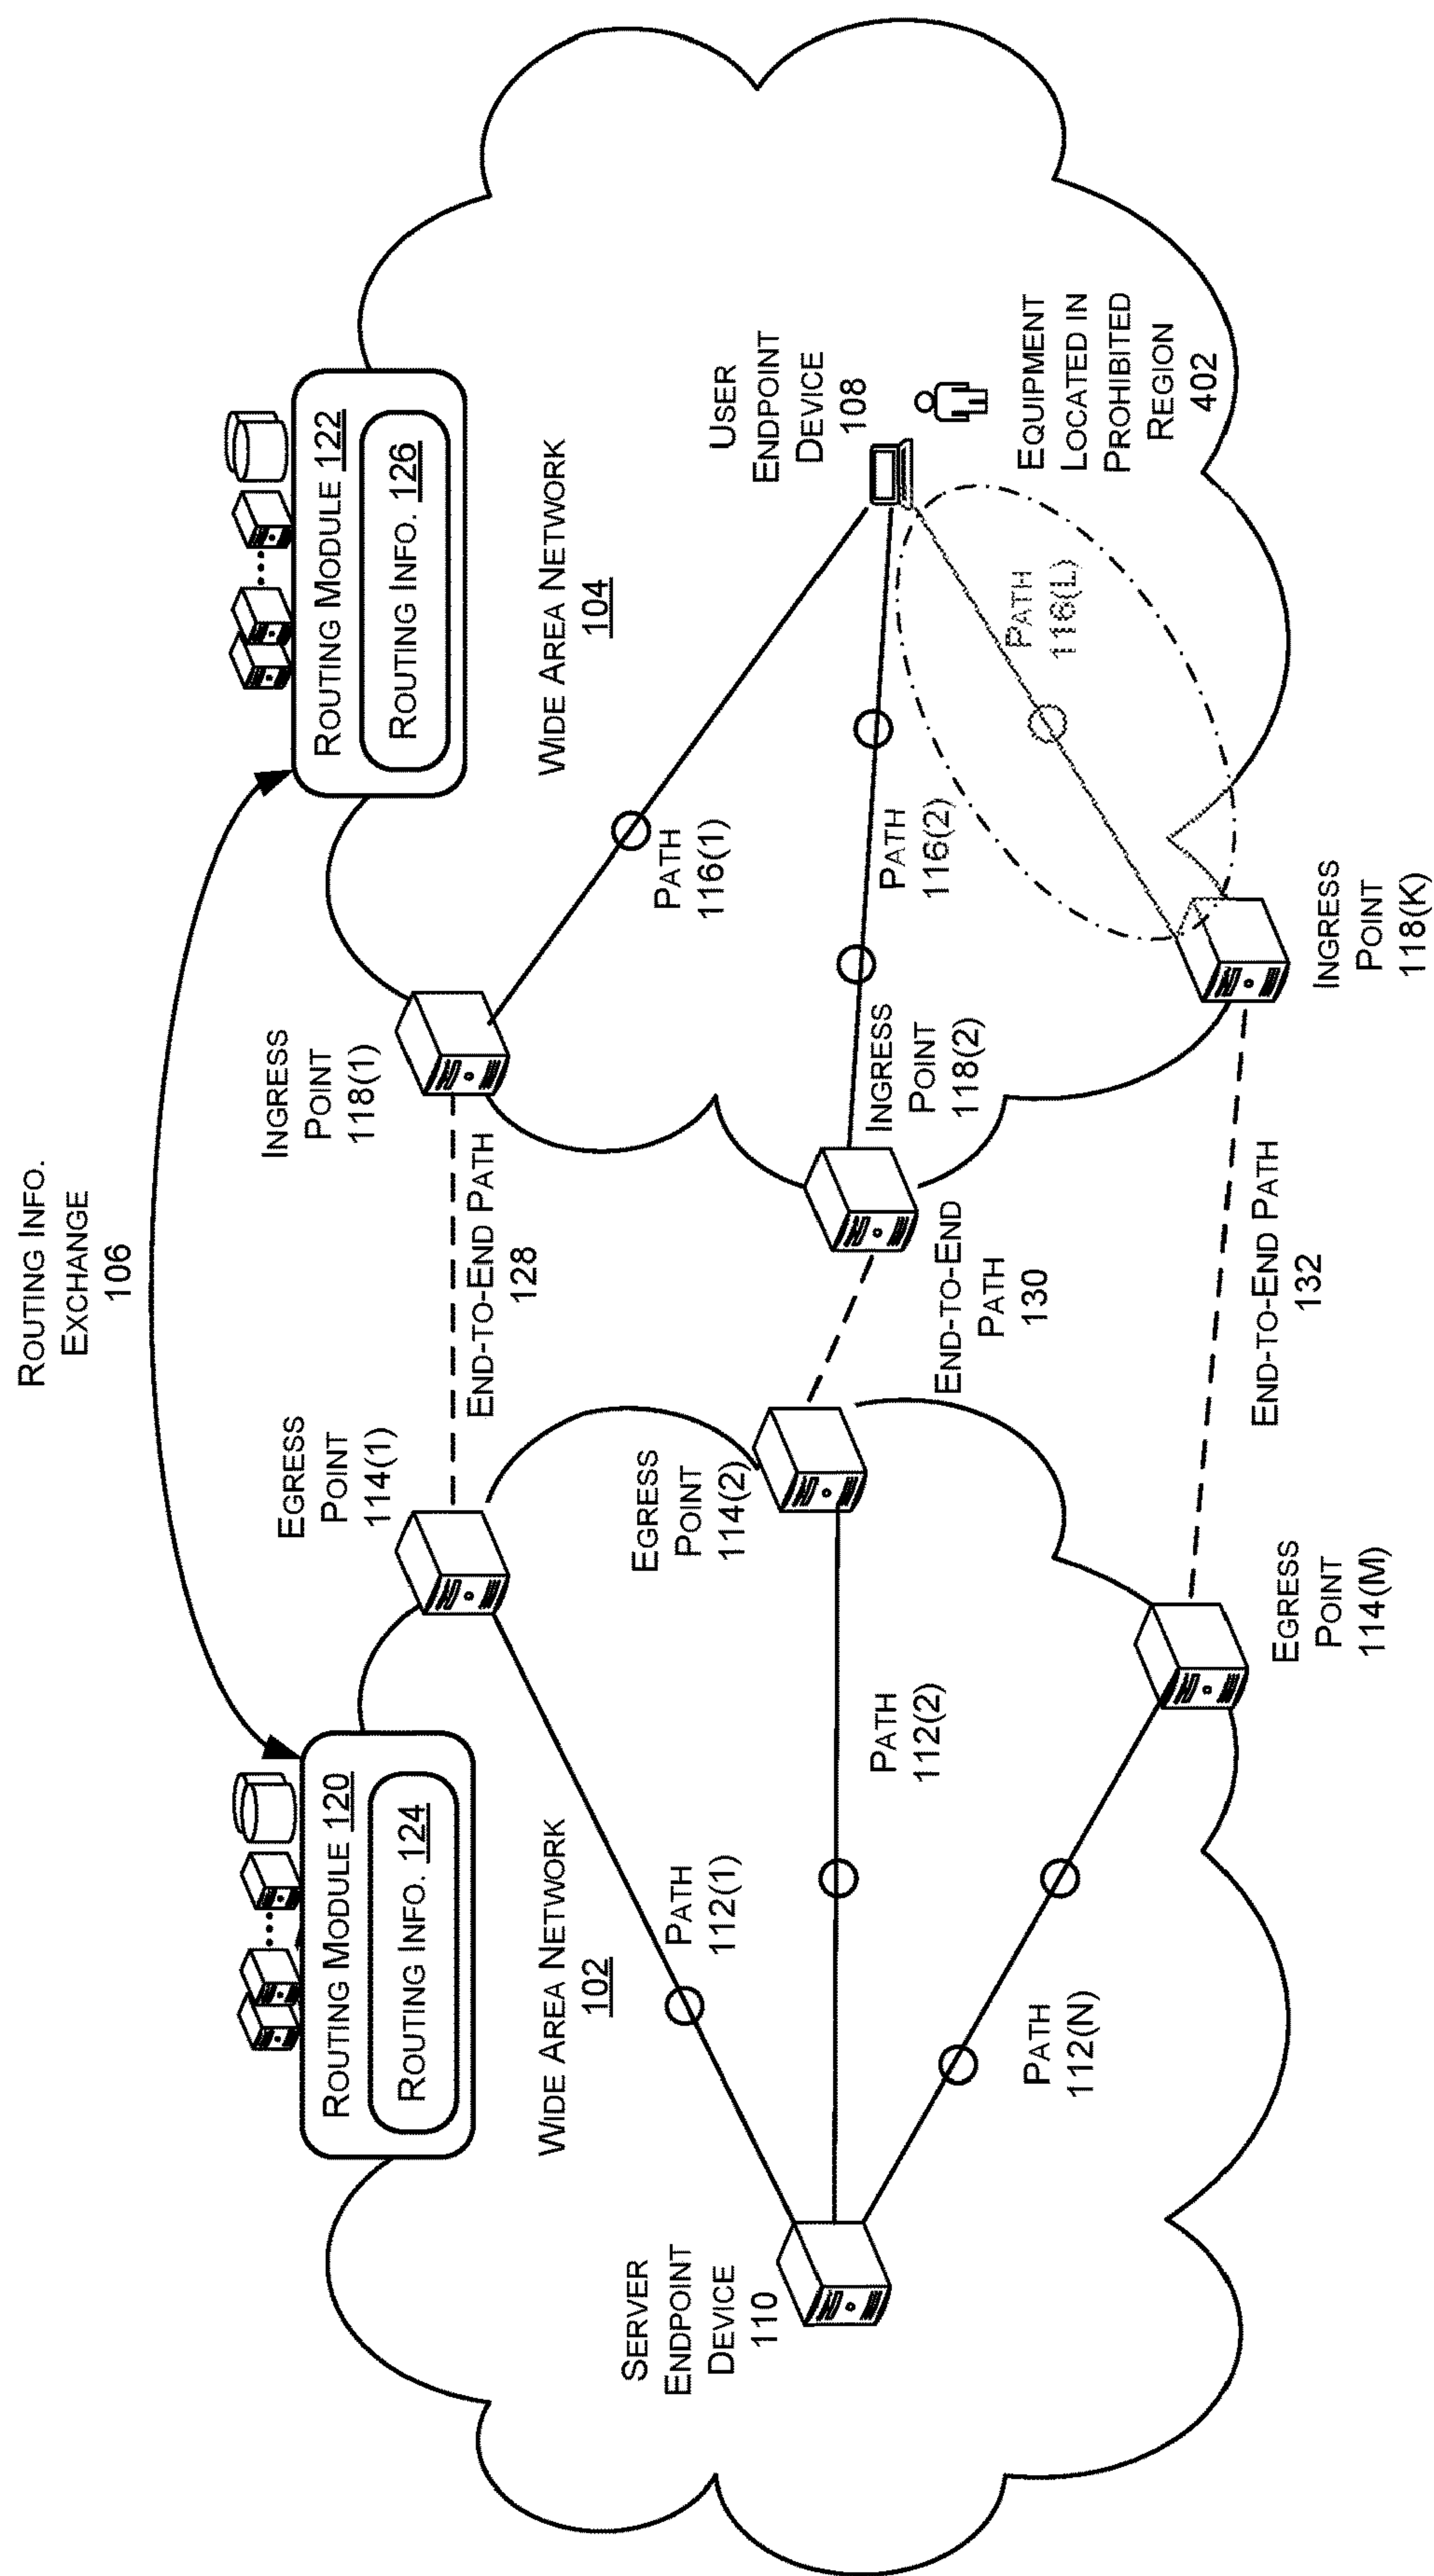 ROUTING INFO.
EXCHANGE
106
ROUTING MODULE 120
ROUTING INFO. 124
ROUTING MODULE 122
ROUTING INFO. 126
WIDE AREA NETWORK
102
WIDE AREA NETWORK
104
EGRESS
POINT
114(1)
INGRESS
POINT
118(1)
END-TO-END PATH
128
SERVER
ENDPOINT
DEVICE
110
PATH
112(1)
EGRESS
POINT
114(2)
PATH
116(1)
USER
ENDPOINT
DEVICE
108
PATH
112(2)
END-TO-END
PATH
130
INGRESS
POINT
118(2)
PATH
116(2)
PATH
112(N)
PATH
116(L)
EQUIPMENT
LOCATED IN
PROHIBITED
REGION
402
EGRESS
POINT
114(M)
END-TO-END PATH
132
INGRESS
POINT
118(K)